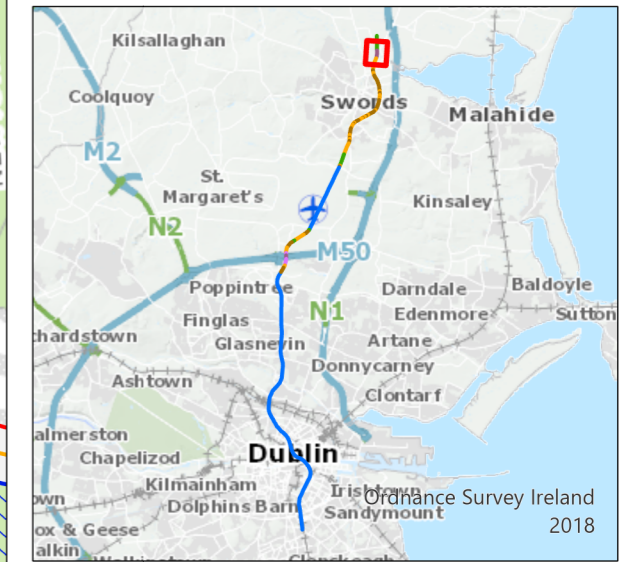 Kilsallaghan
Coolquoy
Swords
Malahide
M2
St.
Margaret's
Kinsaley
N2
M50
Poppintree
Darndale
Baldoyle
N1
Edenmore
Sutton
Finglas
chardstown
Glasnevin
Artane
Donnycarney
Ashtown
Clontarf
almerston
Dublin
Chapelizod
Kilmainham
Irishtown
Ordnance Survey Ireland
Dolphins Barn
Sandymount
2018
own
ox & Geese
alkin
Clonskeagh